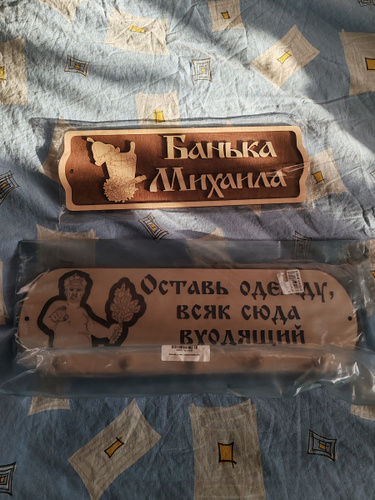 Банька
Михаила
Оставь одежду,
всяк сюда
входящий